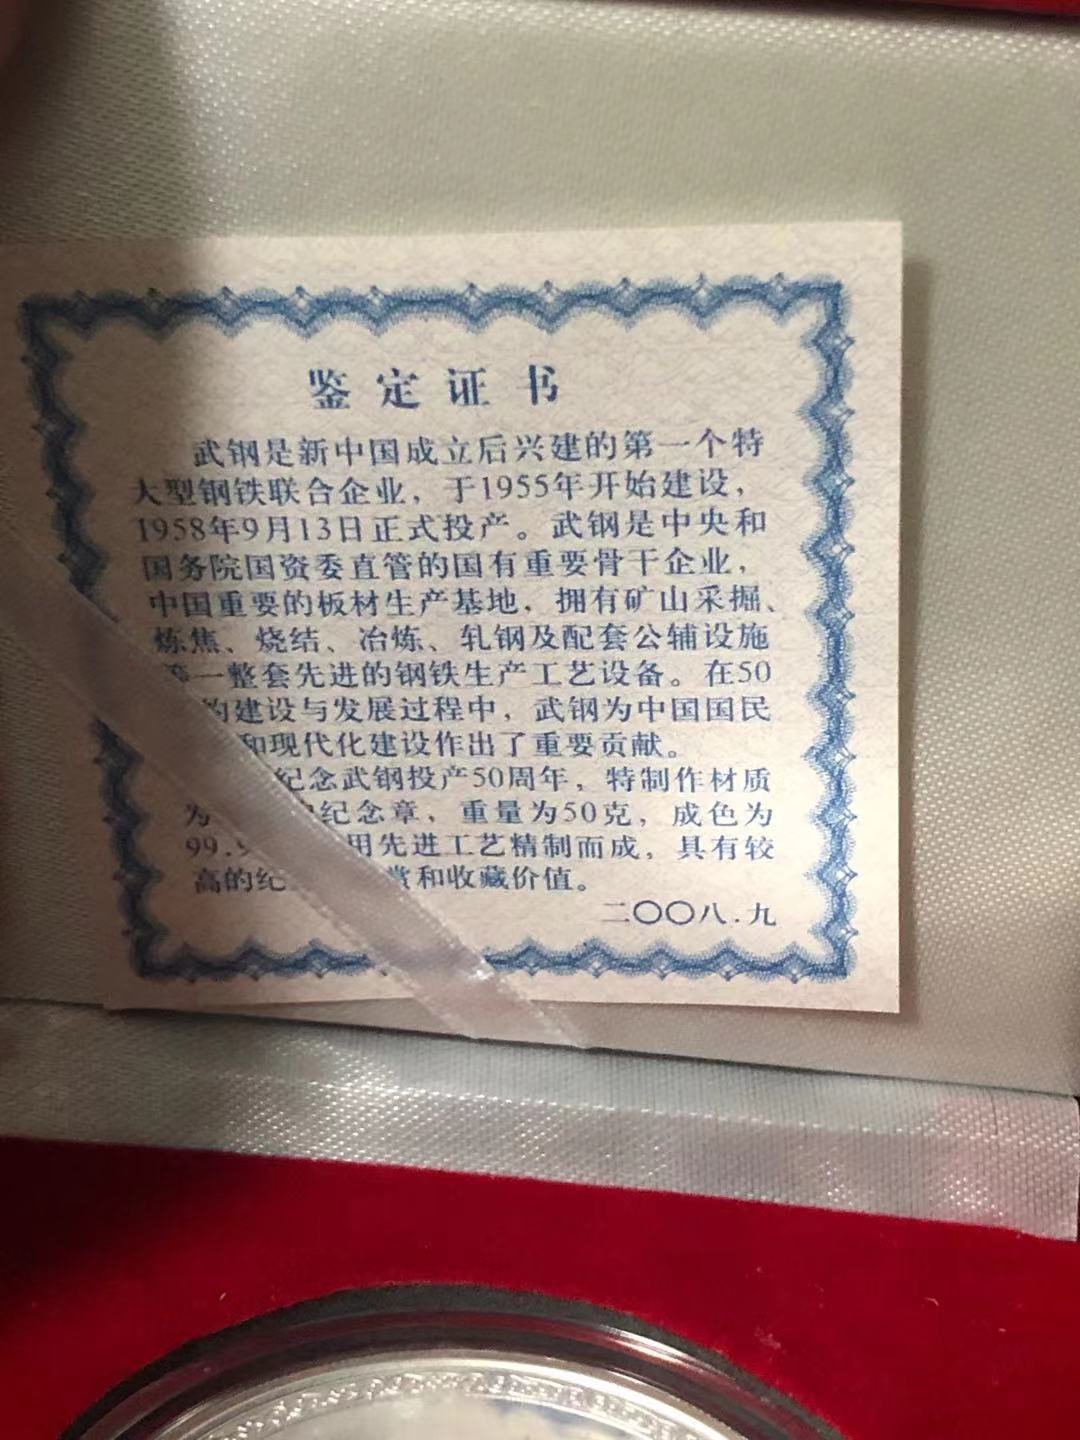 鉴定证书
武钢是新中国成立后兴建的第一个特
大型钢铁联合企业，于1955年开始建设，
1958年9月13日正式投产。武钢是中央和
国务院国资委直管的国有重要骨干企业，
中国重要的板材生产基地，拥有矿山采掘、
炼焦、烧结、冶炼、轧钢及配套公辅设施
等一整套先进的钢铁生产工艺设备。在50
的建设与发展过程中，武钢为中国国民
和现代化建设作出了重要贡献。
纪念武钢投产50周年，特制作材质
为 纪念章，重量为50克，成色为
99.9 用先进工艺精制而成，具有较
高的纪 赏和收藏价值。
二〇〇八.九